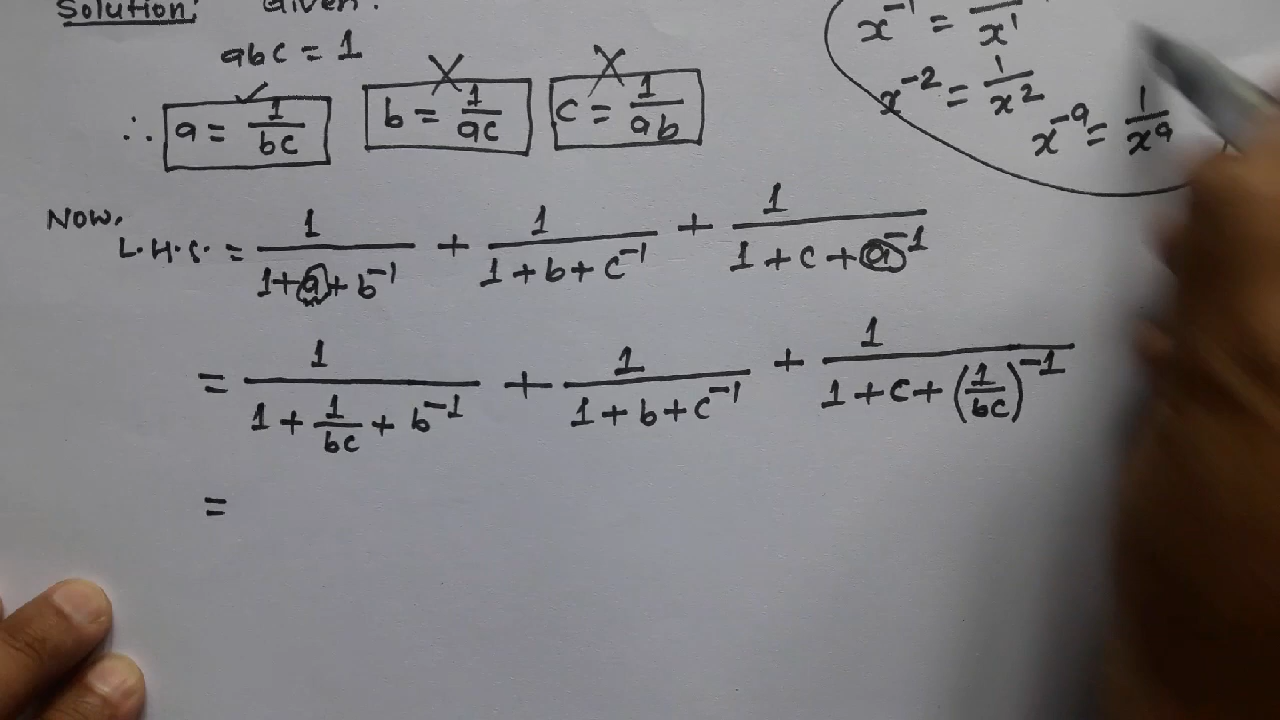 Solution: Given:
abc = 1
∴ a = 1/bc b = 1/ac c = 1/ab
x⁻¹ = 1/x¹
x⁻² = 1/x²
x⁻ᵃ = 1/xᵃ
Now,
L.H.S. = 1/(1+a+b⁻¹) + 1/(1+b+c⁻¹) + 1/(1+c+a⁻¹)
= 1/(1+1/bc+b⁻¹) + 1/(1+b+c⁻¹) + 1/(1+c+(1/bc)⁻¹)
=